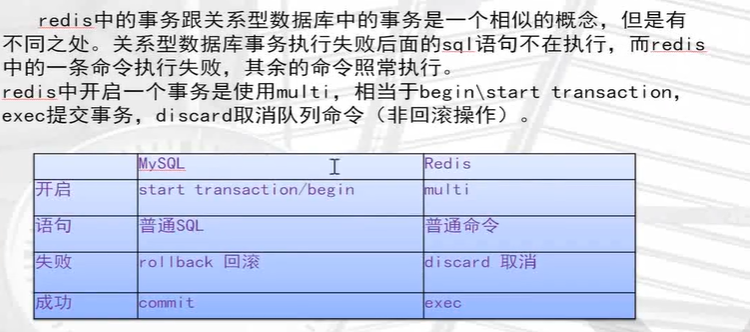 redis中的事务跟关系型数据库中的事务是一个相似的概念，但是有
不同之处。关系型数据库事务执行失败后面的sql语句不在执行，而redis
中的一条命令执行失败，其余的命令照常执行。
redis中开启一个事务是使用multi，相当于begin\start transaction，
exec提交事务，discard取消队列命令（非回滚操作）。
MySQL Redis
开启 start transaction/begin multi
语句 普通SQL 普通命令
失败 rollback 回滚 discard 取消
成功 commit exec